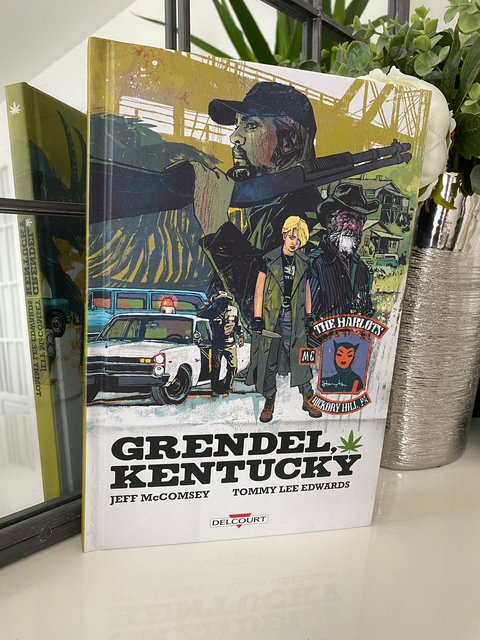 THE HARLOTS
MC
HICKORY HILL, KY
GRENDEL,
KENTUCKY
JEFF McCOMSEY TOMMY LEE EDWARDS
DELCOURT